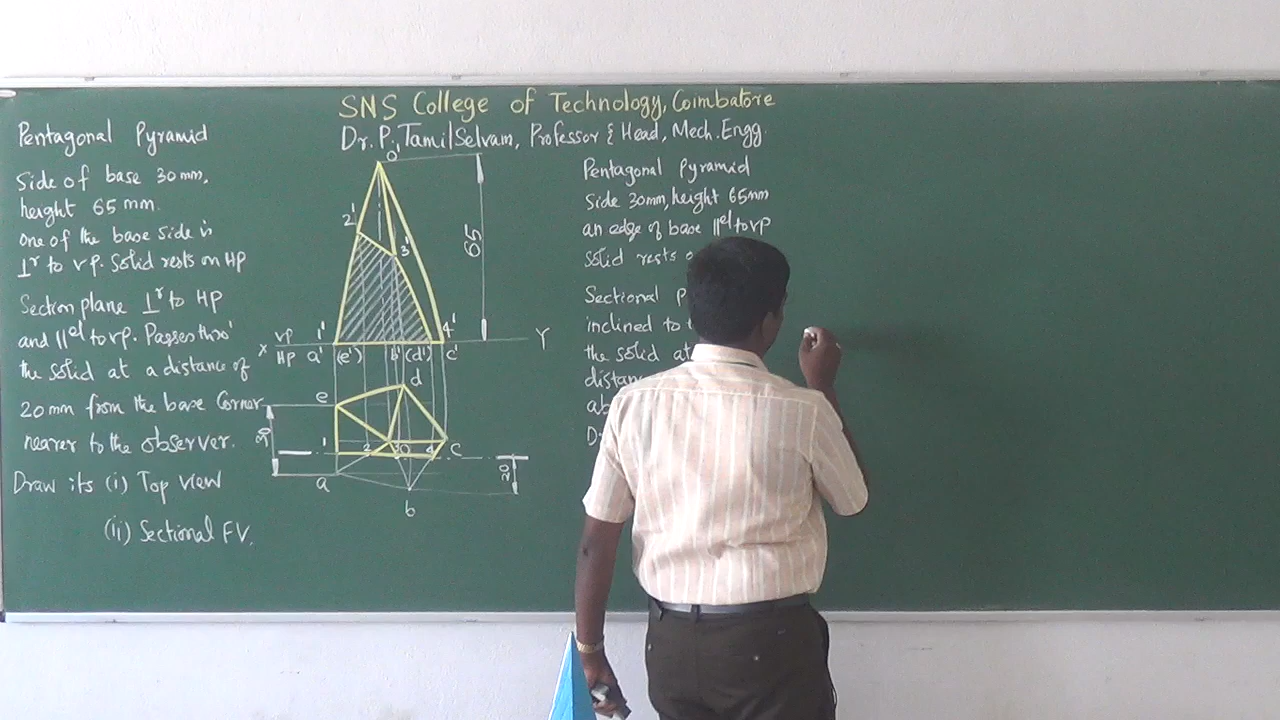 SNS College of Technology, Coimbatore
Dr. P. TamilSelvam, Professor & Head, Mech. Engg.
Pentagonal Pyramid
Side of base 30 mm,
height 65 mm.
One of the base side is
⊥r to VP. Solid rests on HP
Section plane ⊥r to HP
and ||el to VP. Passes thro'
the solid at a distance of
20mm from the base Corner
nearer to the observer.
Draw its (i) Top view
(ii) Sectional FV.
o'
2'
3'
65
1'
4'
VP
X
Y
HP
a' (e') b' (d') c'
d
e
30
1
2
3
o
4
c
20
a
b
Pentagonal Pyramid
Side 30mm, height 65mm
an edge of base ||el to VP
Solid rests
Sectional
inclined to
the solid at